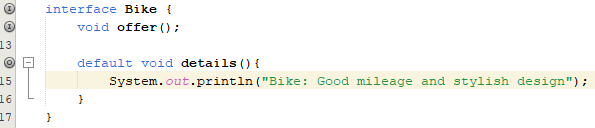 interface Bike {
void offer();
13
default void details(){
15 System.out.println("Bike: Good mileage and stylish design");
16 }
17 }